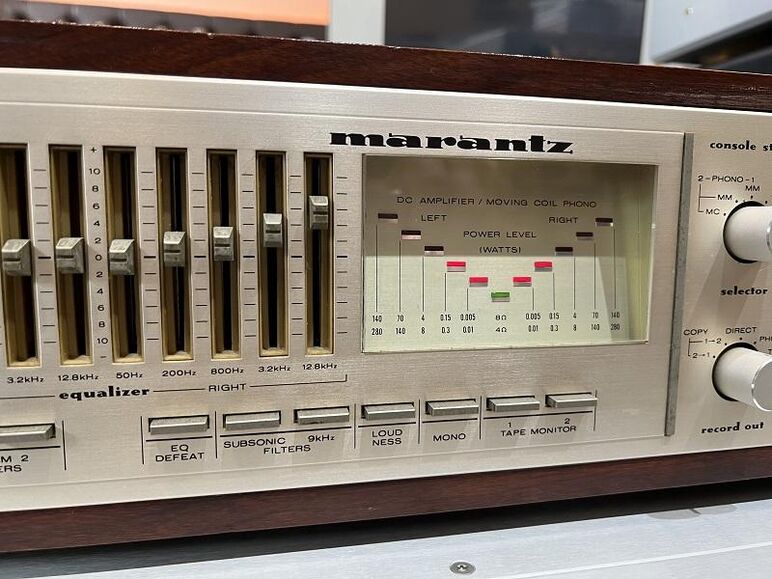 marantz
console st
DC AMPLIFIER / MOVING COIL PHONO
LEFT RIGHT
POWER LEVEL
(WATTS)
140 70 4 0.15 0.005 8Ω 0.005 0.15 4 70 140
280 140 8 0.3 0.01 4Ω 0.01 0.3 8 140 280
+
10
8
6
4
2
0
2
4
6
8
10
-
3.2kHz 12.8kHz 50Hz 200Hz 800Hz 3.2kHz 12.8kHz
equalizer RIGHT
2-PHONO-1
MM
MM
MC
selector
COPY DIRECT PH
1→2
2→1
record out
M 2
ERS
EQ
DEFEAT
SUBSONIC 9kHz
FILTERS
LOUD
NESS
MONO
1 2
TAPE MONITOR